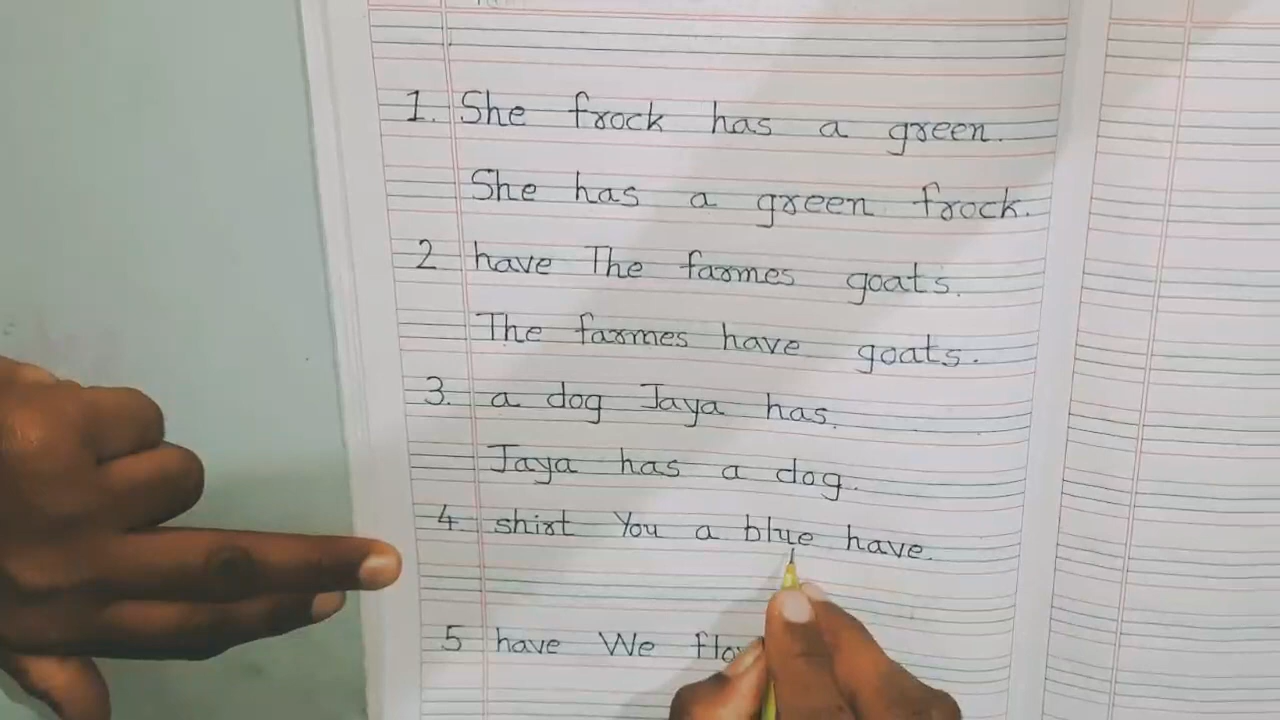 1. She frock has a green.
She has a green frock.
2 have The farmes goats.
The farmes have goats.
3. a dog Jaya has.
Jaya has a dog.
4. shirt You a blue have.
5 have We